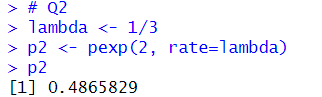 > # Q2
> lambda <- 1/3
> p2 <- pexp(2, rate=lambda)
> p2
[1] 0.4865829